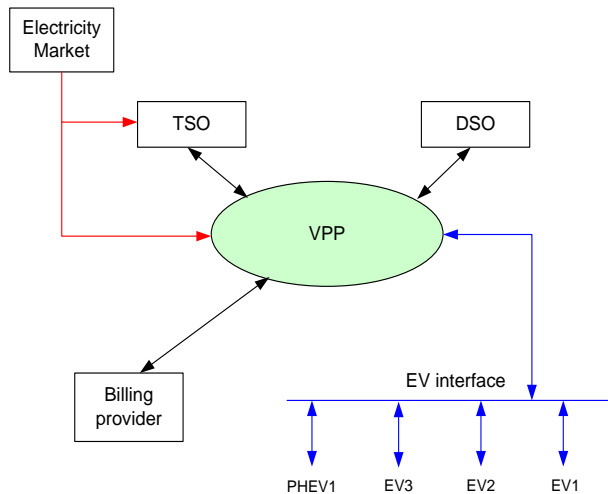 Electricity
Market
TSO
DSO
VPP
Billing
provider
EV interface
PHEV1
EV3
EV2
EV1